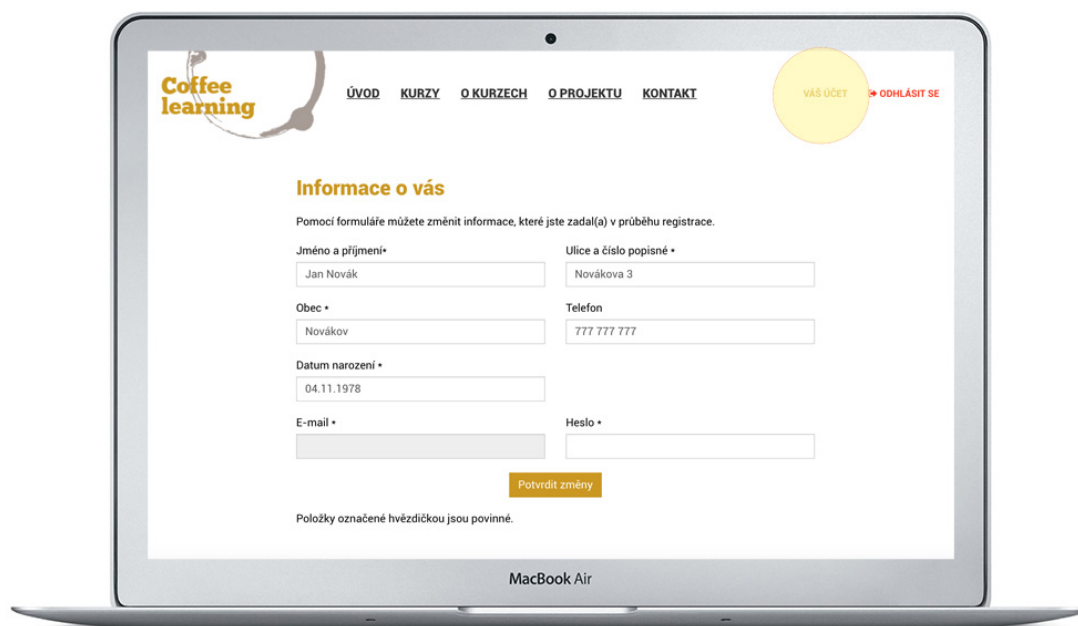 Coffee
learning
ÚVOD KURZY O KURZECH O PROJEKTU KONTAKT VÁŠ ÚČET ODHLÁSIT SE
Informace o vás
Pomocí formuláře můžete změnit informace, které jste zadal(a) v průběhu registrace.
Jméno a příjmení* Ulice a číslo popisné *
Jan Novák Novákova 3
Obec * Telefon
Novákov 777 777 777
Datum narození *
04.11.1978
E-mail * Heslo *
Potvrdit změny
Položky označené hvězdičkou jsou povinné.
MacBook Air